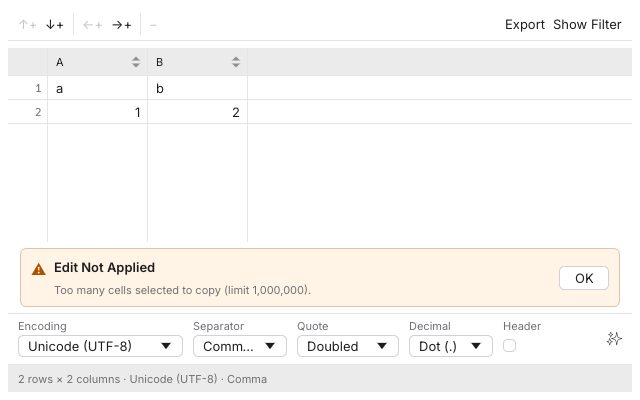 ↑+ ↓+ ←+ →+ − Export Show Filter
A B
1 a b
2 1 2
Edit Not Applied
Too many cells selected to copy (limit 1,000,000).
OK
Encoding Separator Quote Decimal Header
Unicode (UTF-8) Comm... Doubled Dot (.)
2 rows × 2 columns · Unicode (UTF-8) · Comma